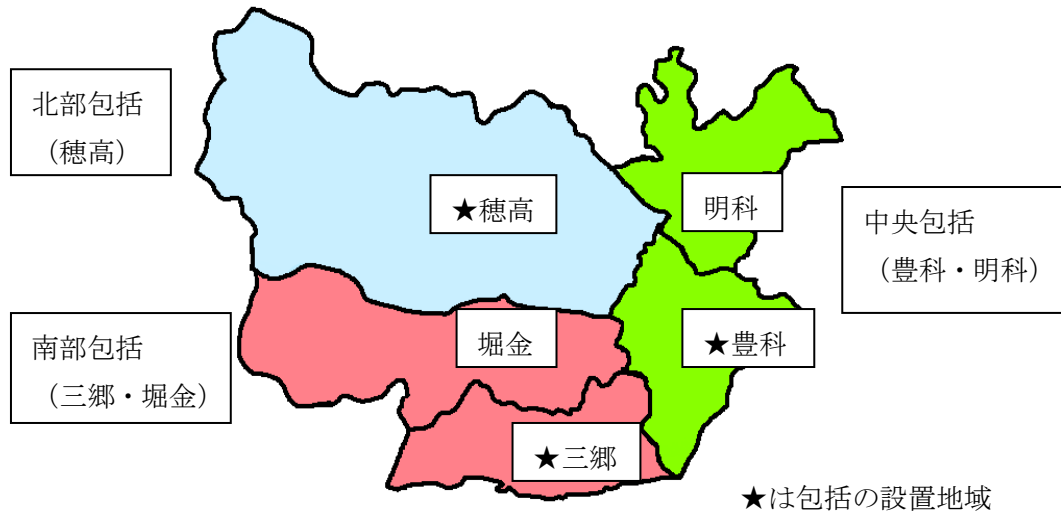 北部包括
（穂高）
★穂高
明科
中央包括
（豊科・明科）
南部包括
（三郷・堀金）
堀金
★豊科
★三郷
★は包括の設置地域